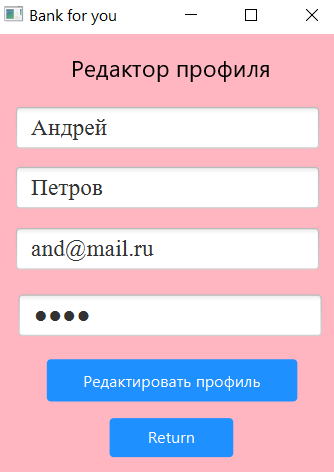 Bank for you
Редактор профиля
Андрей
Петров
and@mail.ru
●●●●
Редактировать профиль
Return